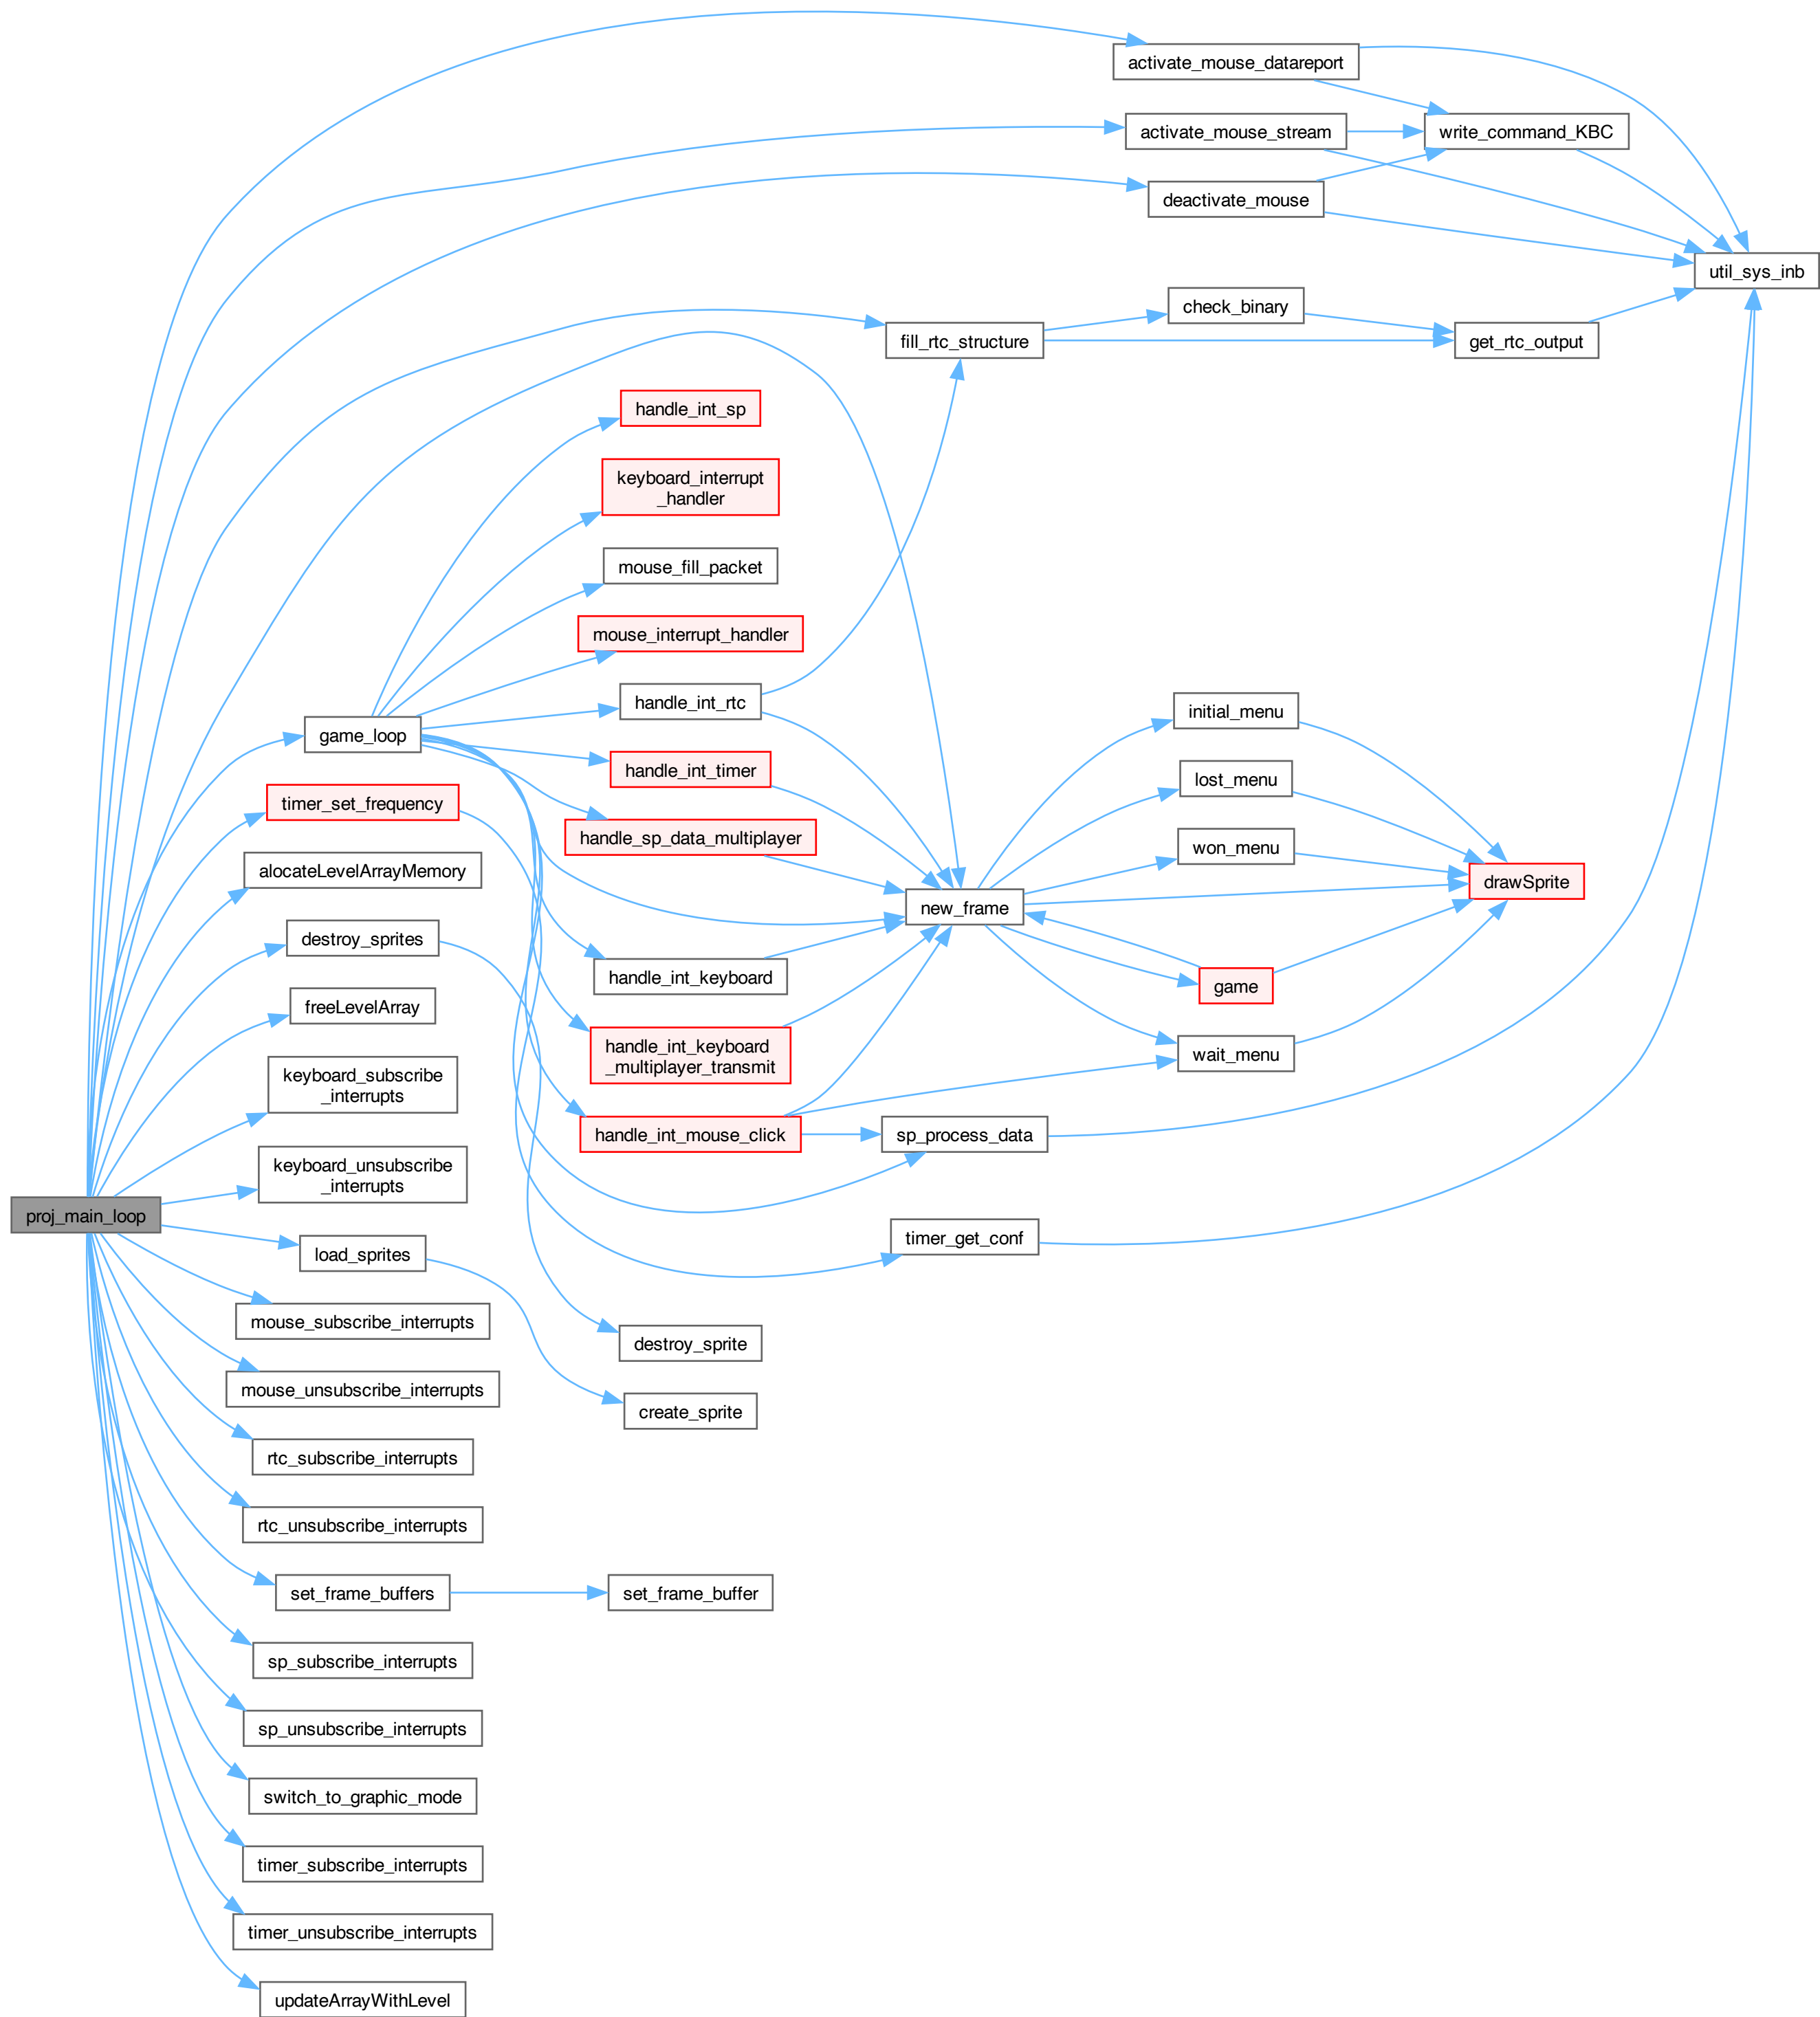 activate_mouse_datareport
activate_mouse_stream
write_command_KBC
deactivate_mouse
util_sys_inb
check_binary
fill_rtc_structure
get_rtc_output
handle_int_sp
keyboard_interrupt
_handler
mouse_fill_packet
mouse_interrupt_handler
handle_int_rtc
initial_menu
game_loop
handle_int_timer
lost_menu
timer_set_frequency
handle_sp_data_multiplayer
won_menu
alocateLevelArrayMemory
drawSprite
new_frame
destroy_sprites
handle_int_keyboard
game
freeLevelArray
handle_int_keyboard
_multiplayer_transmit
wait_menu
keyboard_subscribe
_interrupts
handle_int_mouse_click
sp_process_data
keyboard_unsubscribe
_interrupts
proj_main_loop
timer_get_conf
load_sprites
mouse_subscribe_interrupts
destroy_sprite
mouse_unsubscribe_interrupts
create_sprite
rtc_subscribe_interrupts
rtc_unsubscribe_interrupts
set_frame_buffers
set_frame_buffer
sp_subscribe_interrupts
sp_unsubscribe_interrupts
switch_to_graphic_mode
timer_subscribe_interrupts
timer_unsubscribe_interrupts
updateArrayWithLevel